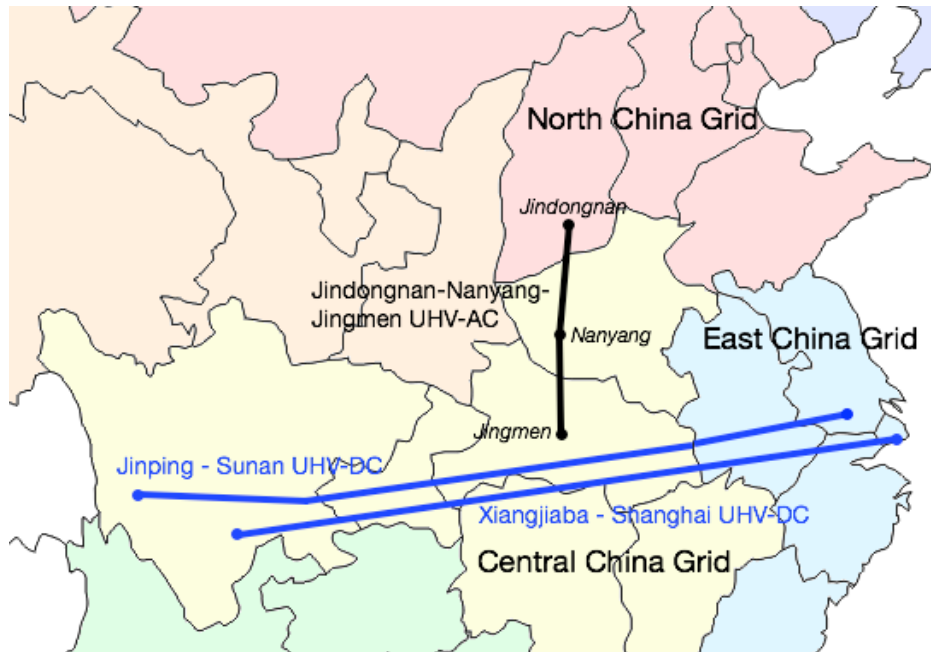 North China Grid
Jindongnan
Jindongnan-Nanyang-
Jingmen UHV-AC
Nanyang
East China Grid
Jingmen
Jinping - Sunan UHV-DC
Xiangjiaba - Shanghai UHV-DC
Central China Grid